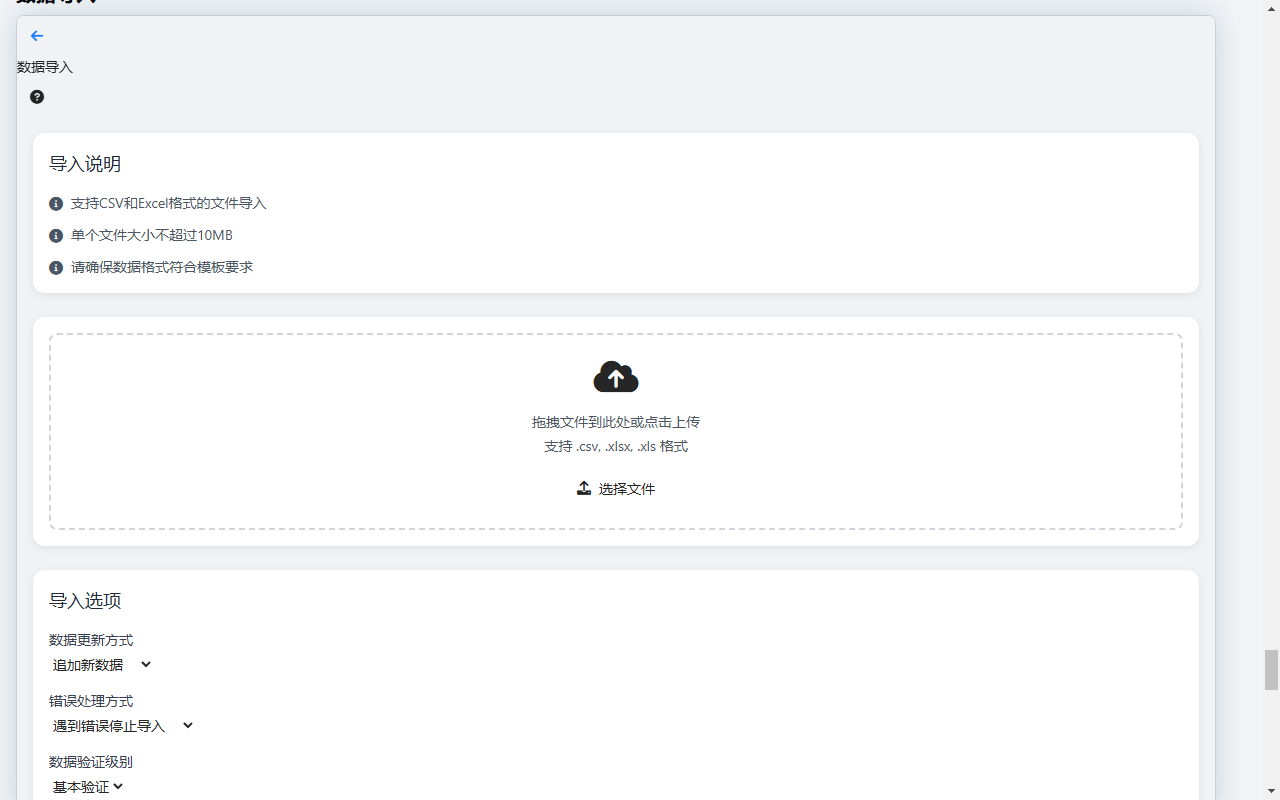 数据导入
数据导入
导入说明
支持CSV和Excel格式的文件导入
单个文件大小不超过10MB
请确保数据格式符合模板要求
拖拽文件到此处或点击上传
支持 .csv, .xlsx, .xls 格式
选择文件
导入选项
数据更新方式
追加新数据
错误处理方式
遇到错误停止导入
数据验证级别
基本验证